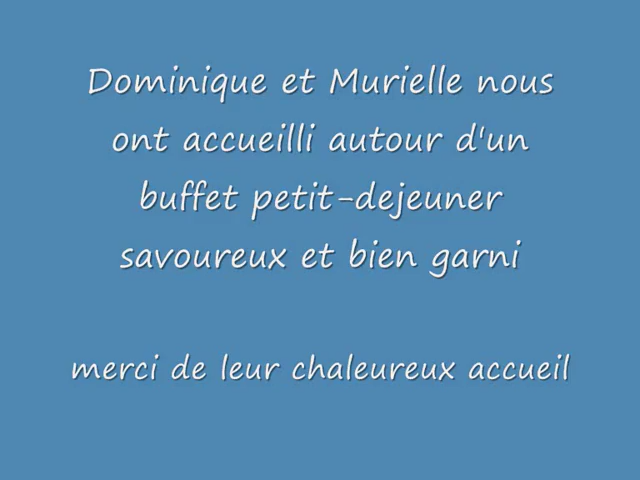 Dominique et Murielle nous
ont accueilli autour d'un
buffet petit-dejeuner
savoureux et bien garni
merci de leur chaleureux accueil